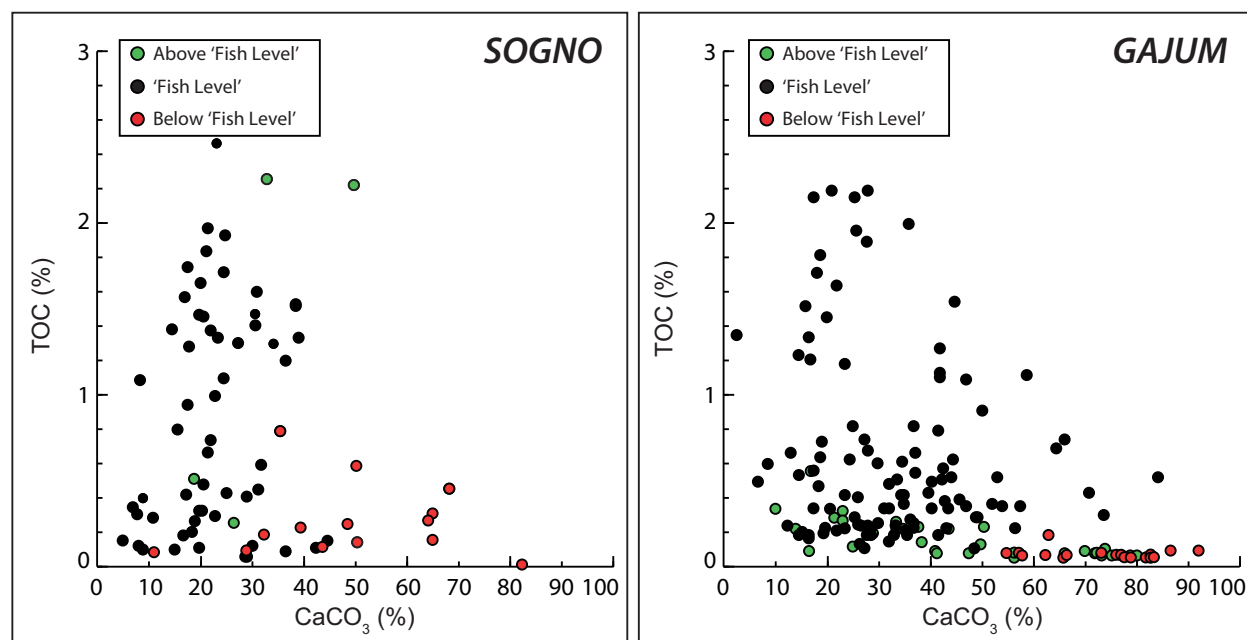 SOGNO
3
2
1
0
TOC (%)
Above ‘Fish Level’
‘Fish Level’
Below ‘Fish Level’
0 10 20 30 40 50 60 70 80 90 100
CaCO₃ (%)
GAJUM
3
2
1
0
TOC (%)
Above ‘Fish Level’
‘Fish Level’
Below ‘Fish Level’
0 10 20 30 40 50 60 70 80 90 100
CaCO₃ (%)